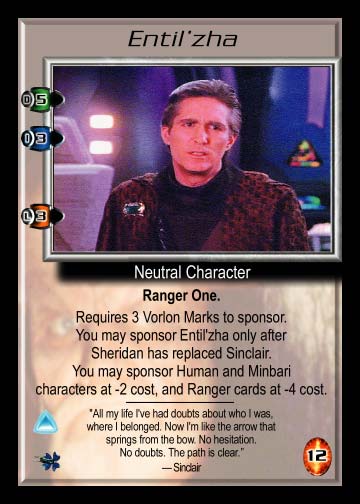 Entil'zha
D 5
I 3
L 3
Neutral Character
Ranger One.
Requires 3 Vorlon Marks to sponsor.
You may sponsor Entil'zha only after
Sheridan has replaced Sinclair.
You may sponsor Human and Minbari
characters at -2 cost, and Ranger cards at -4 cost.
"All my life I've had doubts about who I was,
where I belonged. Now I'm like the arrow that
springs from the bow. No hesitation.
No doubts. The path is clear."
— Sinclair
12